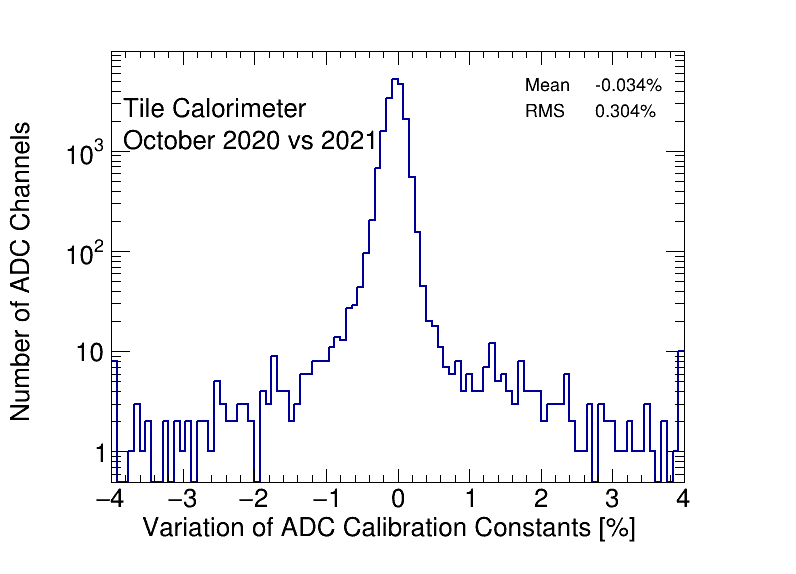 Tile Calorimeter
October 2020 vs 2021
Mean -0.034%
RMS 0.304%
Number of ADC Channels
10³
10²
10
1
−4 −3 −2 −1 0 1 2 3 4
Variation of ADC Calibration Constants [%]